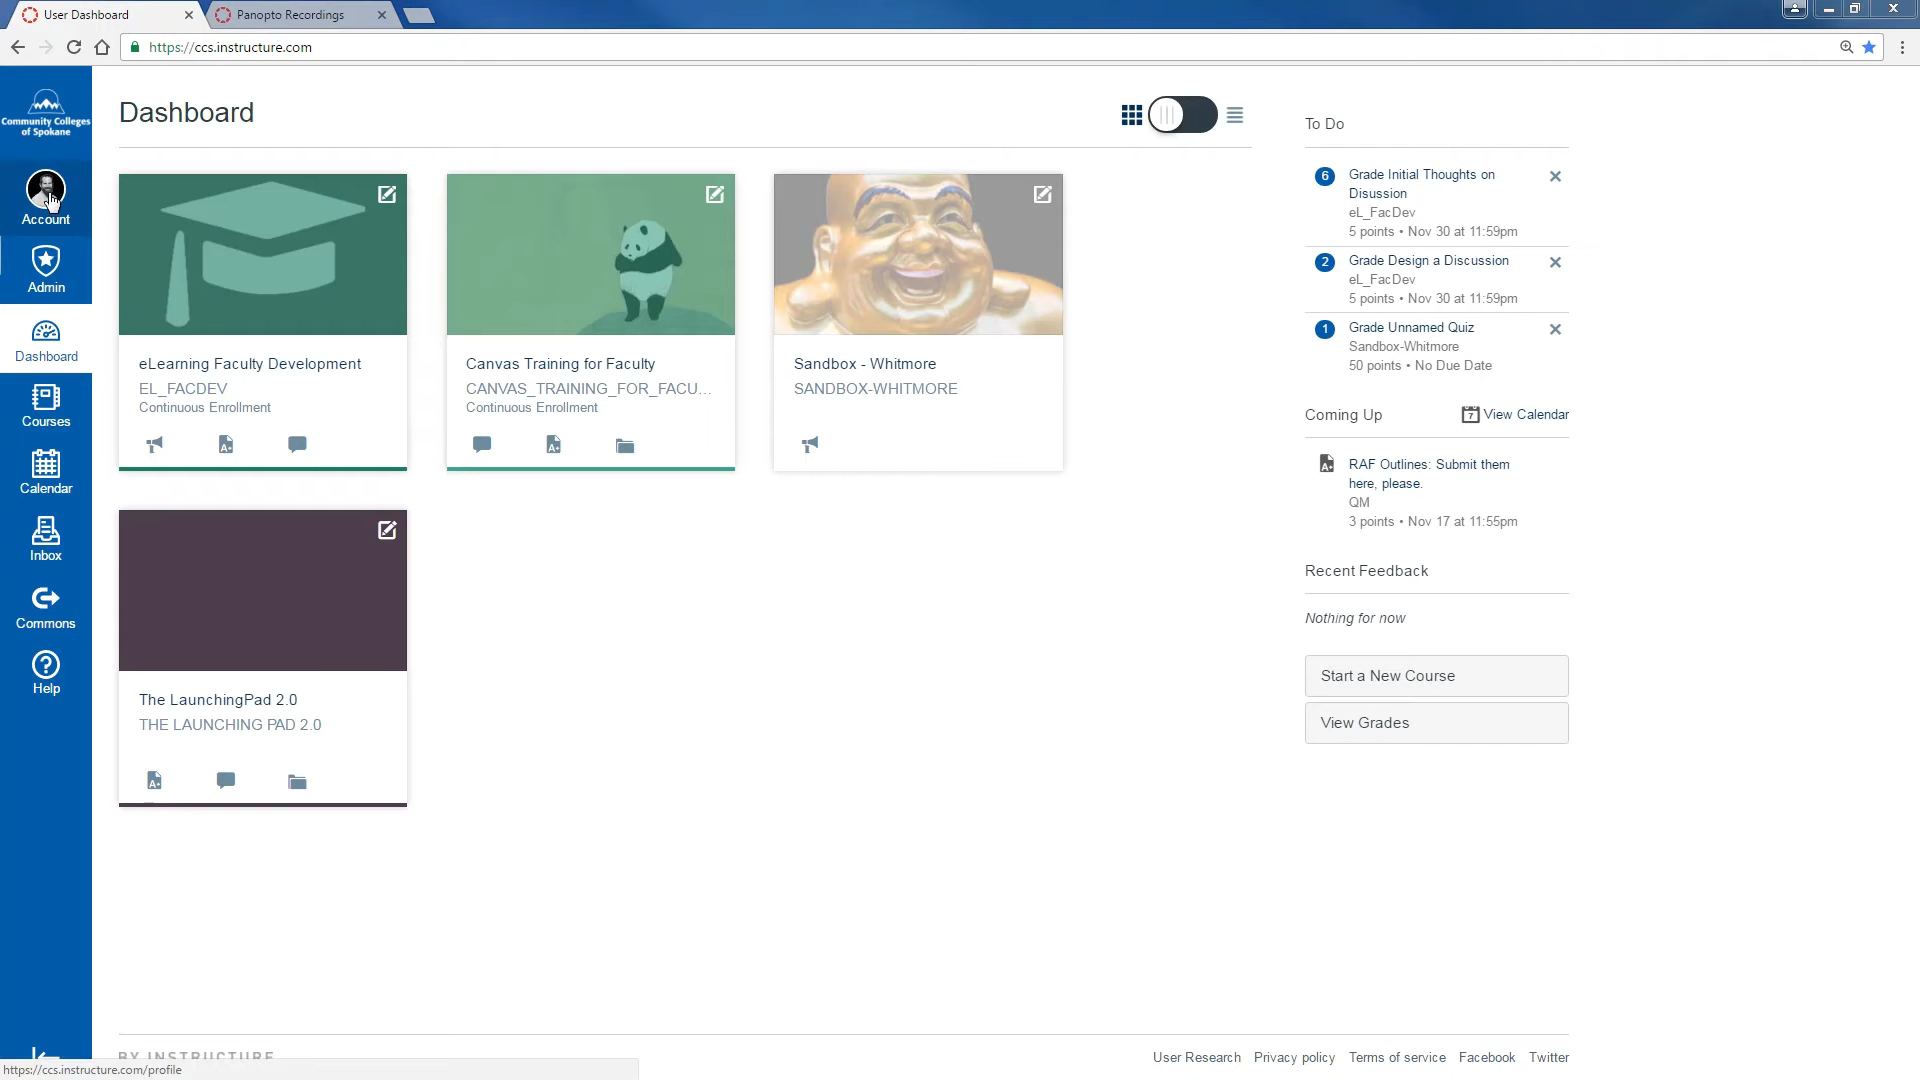 User Dashboard
Panopto Recordings
https://ccs.instructure.com
Community Colleges
of Spokane
Account
Admin
Dashboard
Courses
Calendar
Inbox
Commons
Help
Dashboard
eLearning Faculty Development
EL_FACDEV
Continuous Enrollment
Canvas Training for Faculty
CANVAS_TRAINING_FOR_FACU...
Continuous Enrollment
Sandbox - Whitmore
SANDBOX-WHITMORE
The LaunchingPad 2.0
THE LAUNCHING PAD 2.0
To Do
6
Grade Initial Thoughts on
Disussion
eL_FacDev
5 points • Nov 30 at 11:59pm
2
Grade Design a Discussion
eL_FacDev
5 points • Nov 30 at 11:59pm
1
Grade Unnamed Quiz
Sandbox-Whitmore
50 points • No Due Date
Coming Up
7
View Calendar
RAF Outlines: Submit them
here, please.
QM
3 points • Nov 17 at 11:55pm
Recent Feedback
Nothing for now
Start a New Course
View Grades
BY INSTRUCTURE
User Research
Privacy policy
Terms of service
Facebook
Twitter
https://ccs.instructure.com/profile